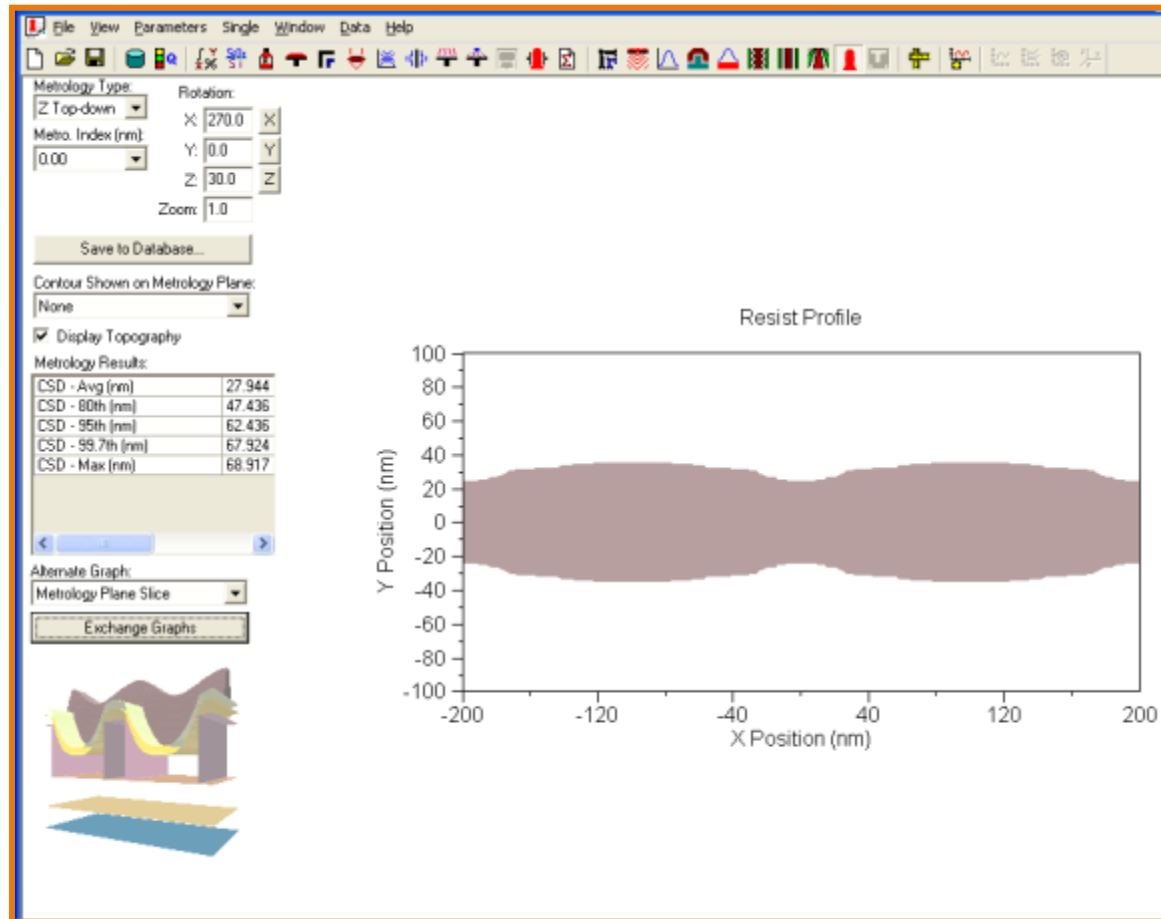 File View Parameters Single Window Data Help
Metrology Type:
Z Top-down
Metro. Index (nm):
0.00
Rotation:
X: 270.0 X
Y: 0.0 Y
Z: 30.0 Z
Zoom: 1.0
Save to Database...
Contour Shown on Metrology Plane:
None
Display Topography
Metrology Results:
CSD - Avg (nm) 27.944
CSD - 80th (nm) 47.436
CSD - 95th (nm) 62.436
CSD - 99.7th (nm) 67.924
CSD - Max (nm) 68.917
Alternate Graph:
Metrology Plane Slice
Exchange Graphs
Resist Profile
Y Position (nm)
100
80
60
40
20
0
-20
-40
-60
-80
-100
-200 -120 -40 40 120 200
X Position (nm)